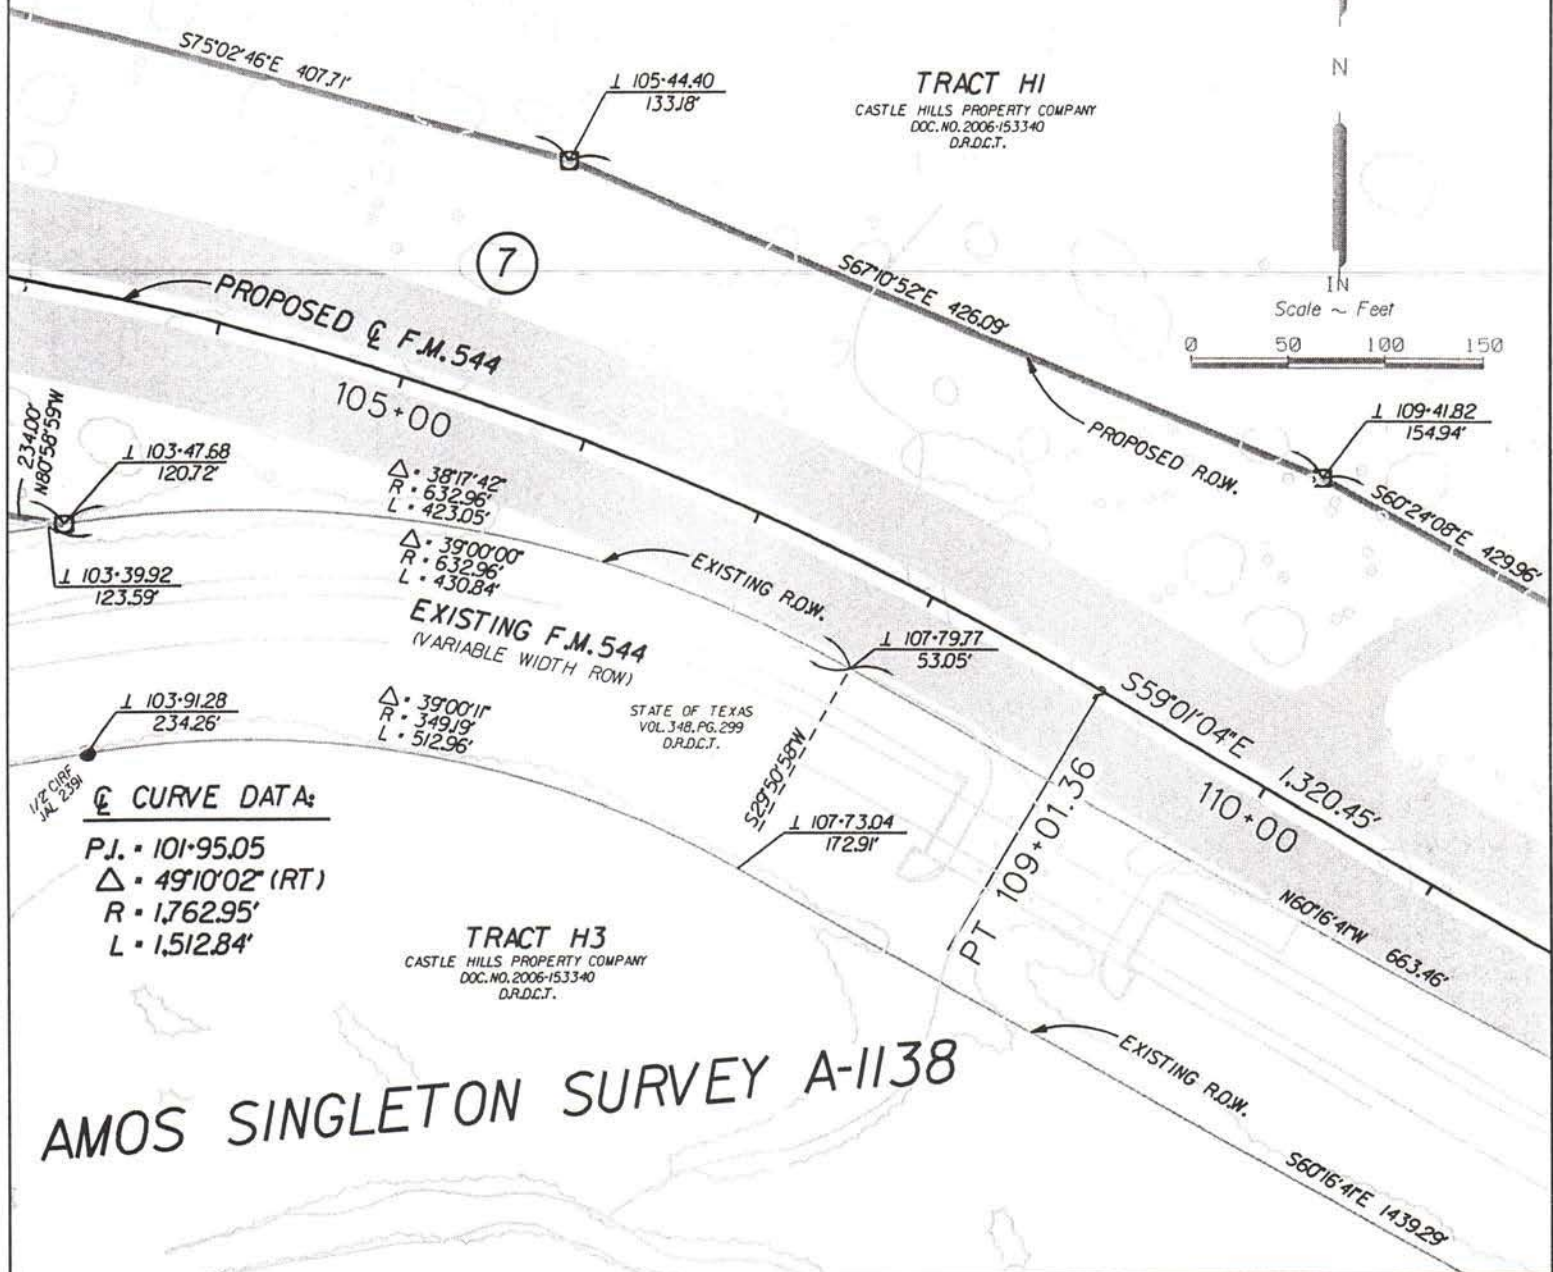 S75°02'46"E 407.71'
⊥ 105+44.40
133.18'
TRACT H1
CASTLE HILLS PROPERTY COMPANY
DOC. NO. 2006-153340
D.R.D.C.T.
N
IN
Scale ~ Feet
0 50 100 150
7
S67°10'52"E 426.09'
PROPOSED ℄ F.M. 544
105+00
PROPOSED R.O.W.
⊥ 109+41.82
154.94'
S60°24'08"E 429.96'
234.00'
N80°58'59"W
⊥ 103+47.68
120.72'
⊥ 103+39.92
123.59'
Δ = 38°17'42"
R = 632.96'
L = 423.05'
Δ = 39°00'00"
R = 632.96'
L = 430.84'
EXISTING R.O.W.
EXISTING F.M. 544
(VARIABLE WIDTH ROW)
⊥ 107+79.77
53.05'
⊥ 103+91.28
234.26'
Δ = 39°00'11"
R = 349.19'
L = 512.96'
STATE OF TEXAS
VOL. 348, PG. 299
D.R.D.C.T.
S29°50'58"W
S59°01'04"E 1,320.45'
110+00
PT 109+01.36
1/2" CIRF
JAL 2391
℄ CURVE DATA:
P.I. = 101+95.05
Δ = 49°10'02" (RT)
R = 1,762.95'
L = 1,512.84'
⊥ 107+73.04
172.91'
N60°16'41"W 663.46'
TRACT H3
CASTLE HILLS PROPERTY COMPANY
DOC. NO. 2006-153340
D.R.D.C.T.
EXISTING R.O.W.
AMOS SINGLETON SURVEY A-1138
S60°16'41"E 1439.29'